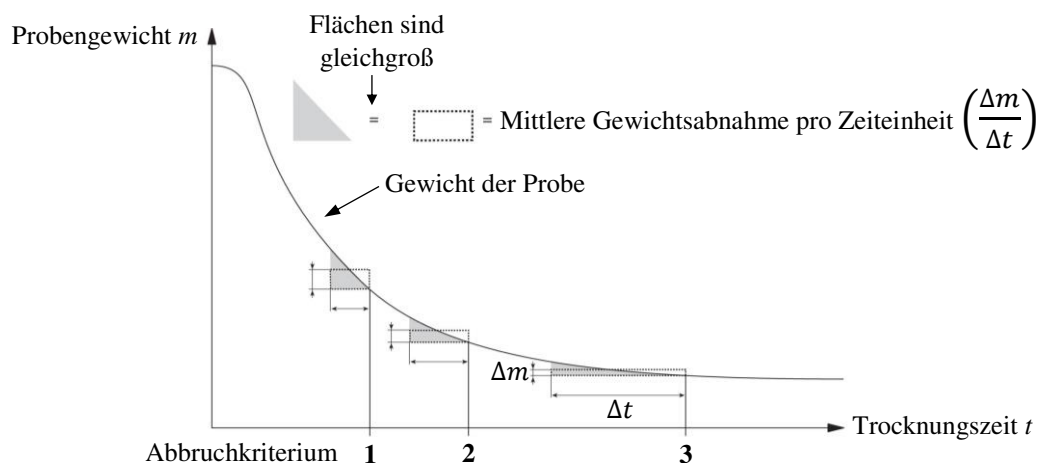 Flächen sind
gleichgroß
Probengewicht m
= = Mittlere Gewichtsabnahme pro Zeiteinheit (Δm/Δt)
Gewicht der Probe
Δm
Δt
Trocknungszeit t
Abbruchkriterium 1 2 3